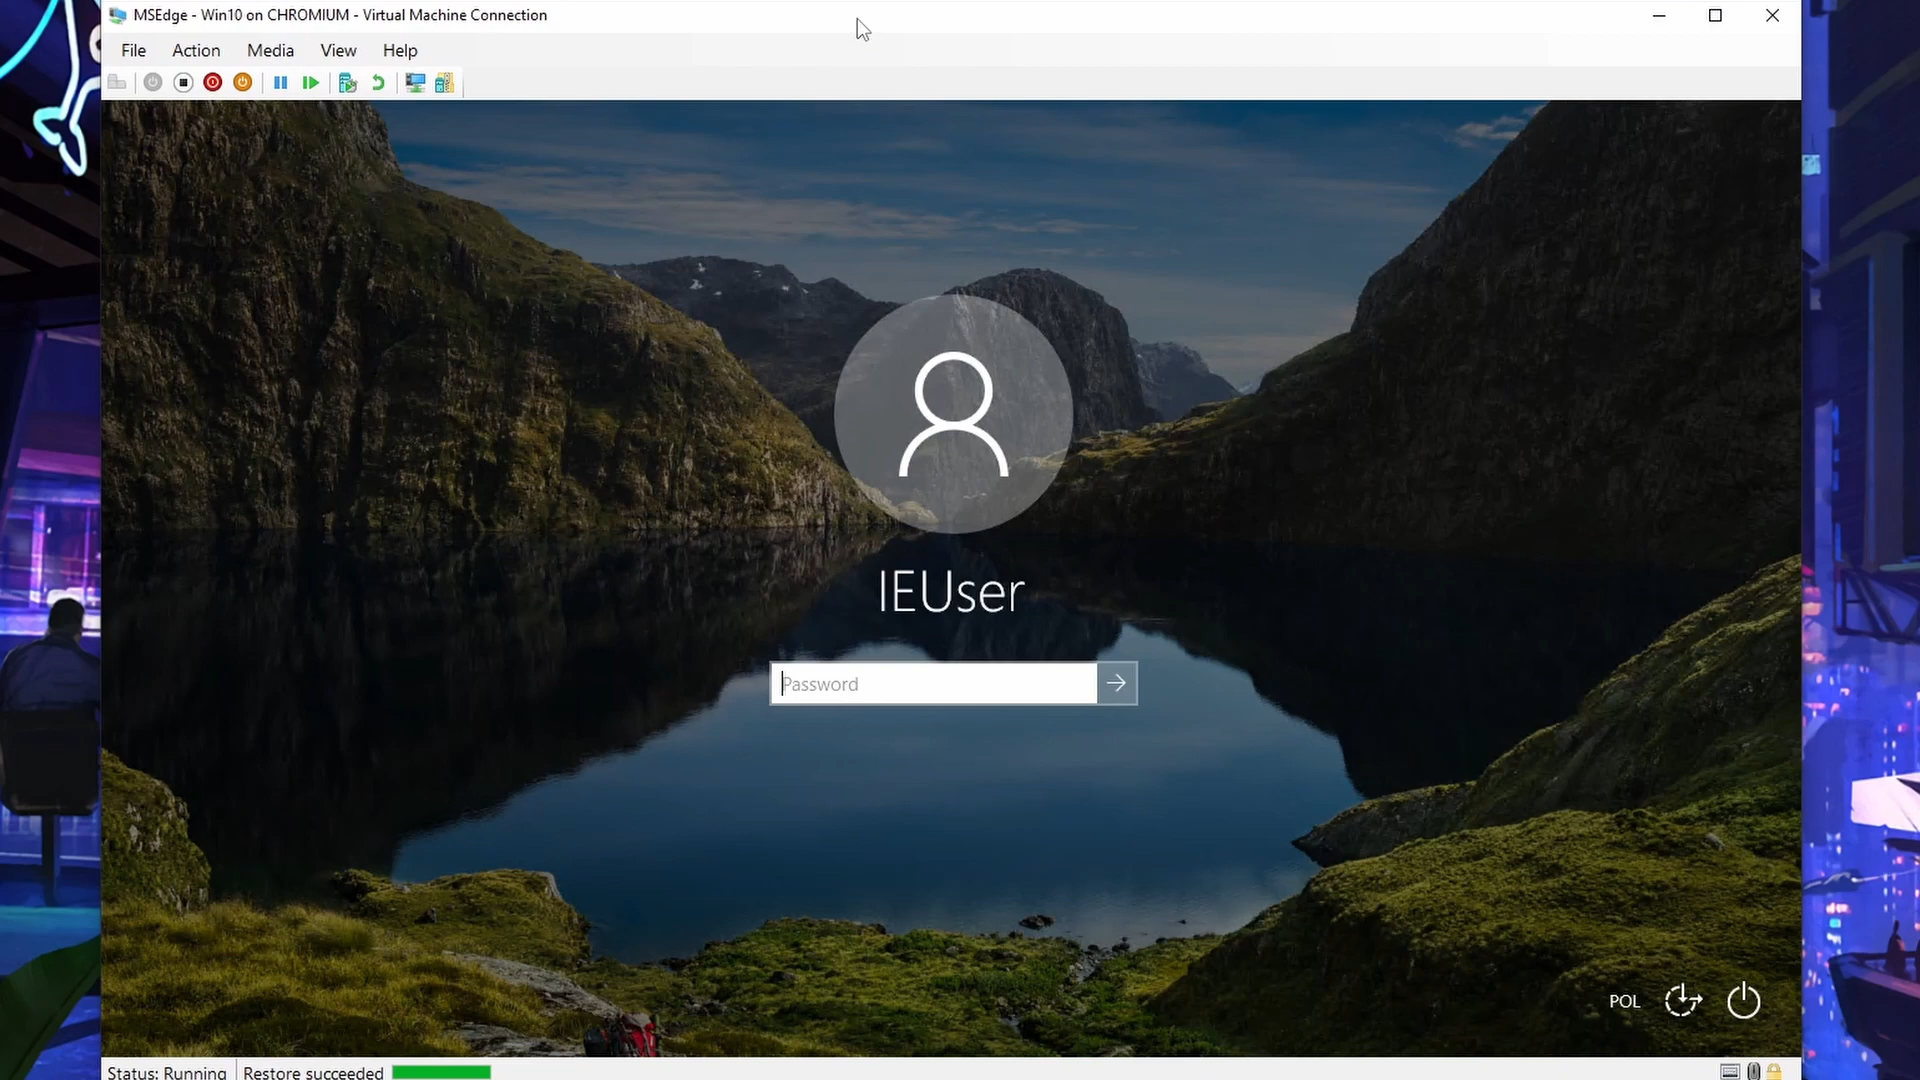 MSEdge - Win10 on CHROMIUM - Virtual Machine Connection
File Action Media View Help
IEUser
Password
POL
Status: Running Restore succeeded